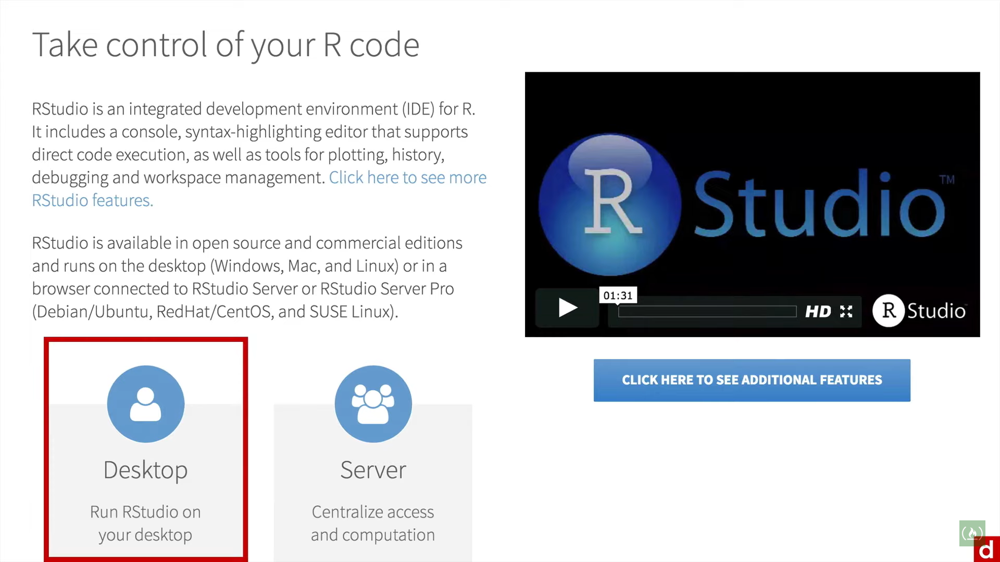 Take control of your R code
RStudio is an integrated development environment (IDE) for R.
It includes a console, syntax-highlighting editor that supports
direct code execution, as well as tools for plotting, history,
debugging and workspace management. Click here to see more
RStudio features.
RStudio is available in open source and commercial editions
and runs on the desktop (Windows, Mac, and Linux) or in a
browser connected to RStudio Server or RStudio Server Pro
(Debian/Ubuntu, RedHat/CentOS, and SUSE Linux).
Desktop
Run RStudio on
your desktop
Server
Centralize access
and computation
R Studio™
01:31
HD
R Studio
CLICK HERE TO SEE ADDITIONAL FEATURES
d